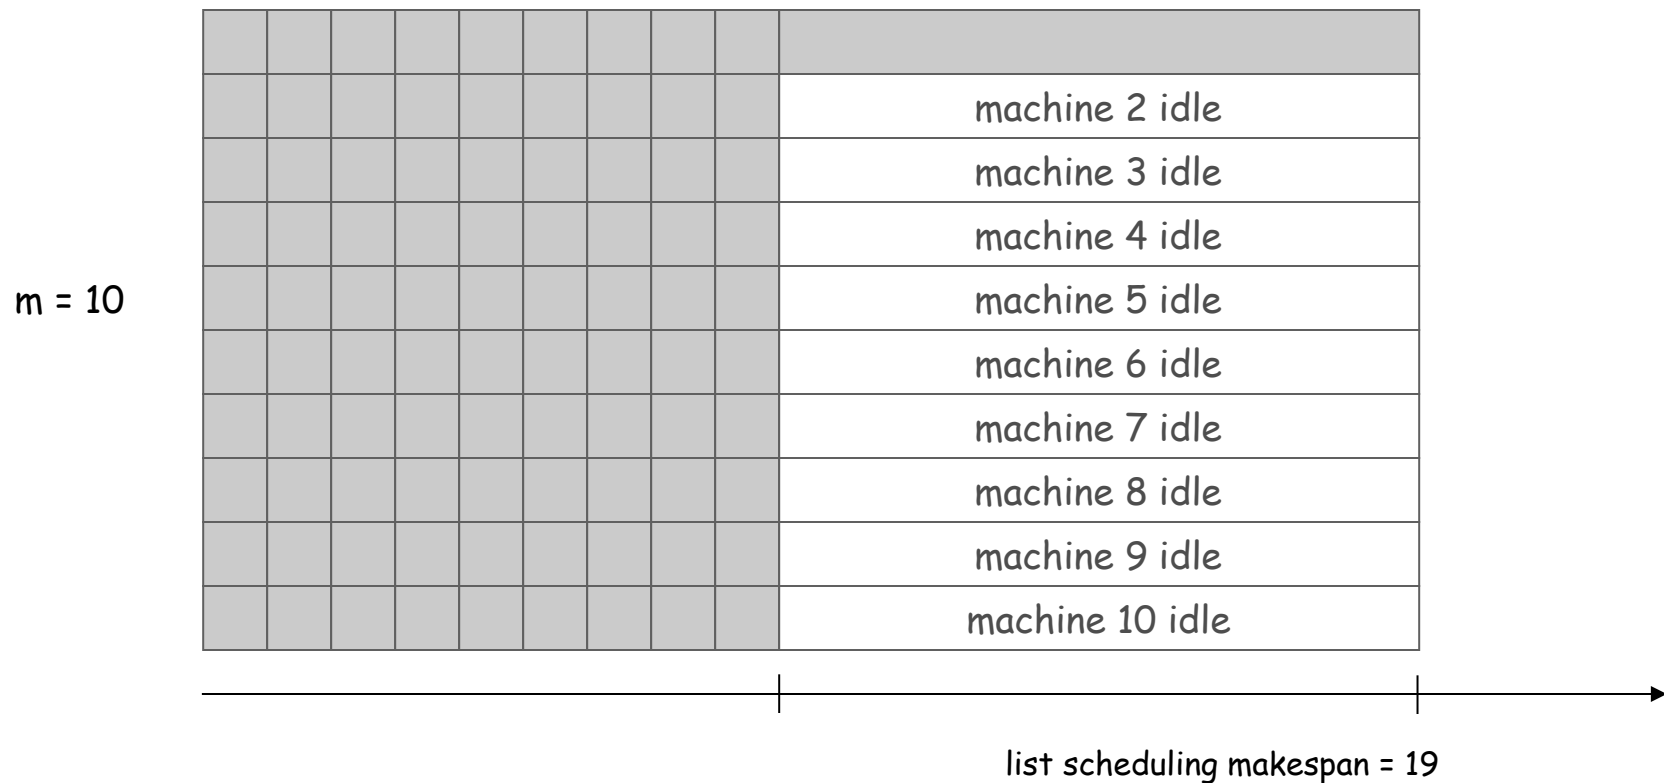 machine 2 idle
machine 3 idle
machine 4 idle
m = 10
machine 5 idle
machine 6 idle
machine 7 idle
machine 8 idle
machine 9 idle
machine 10 idle
list scheduling makespan = 19